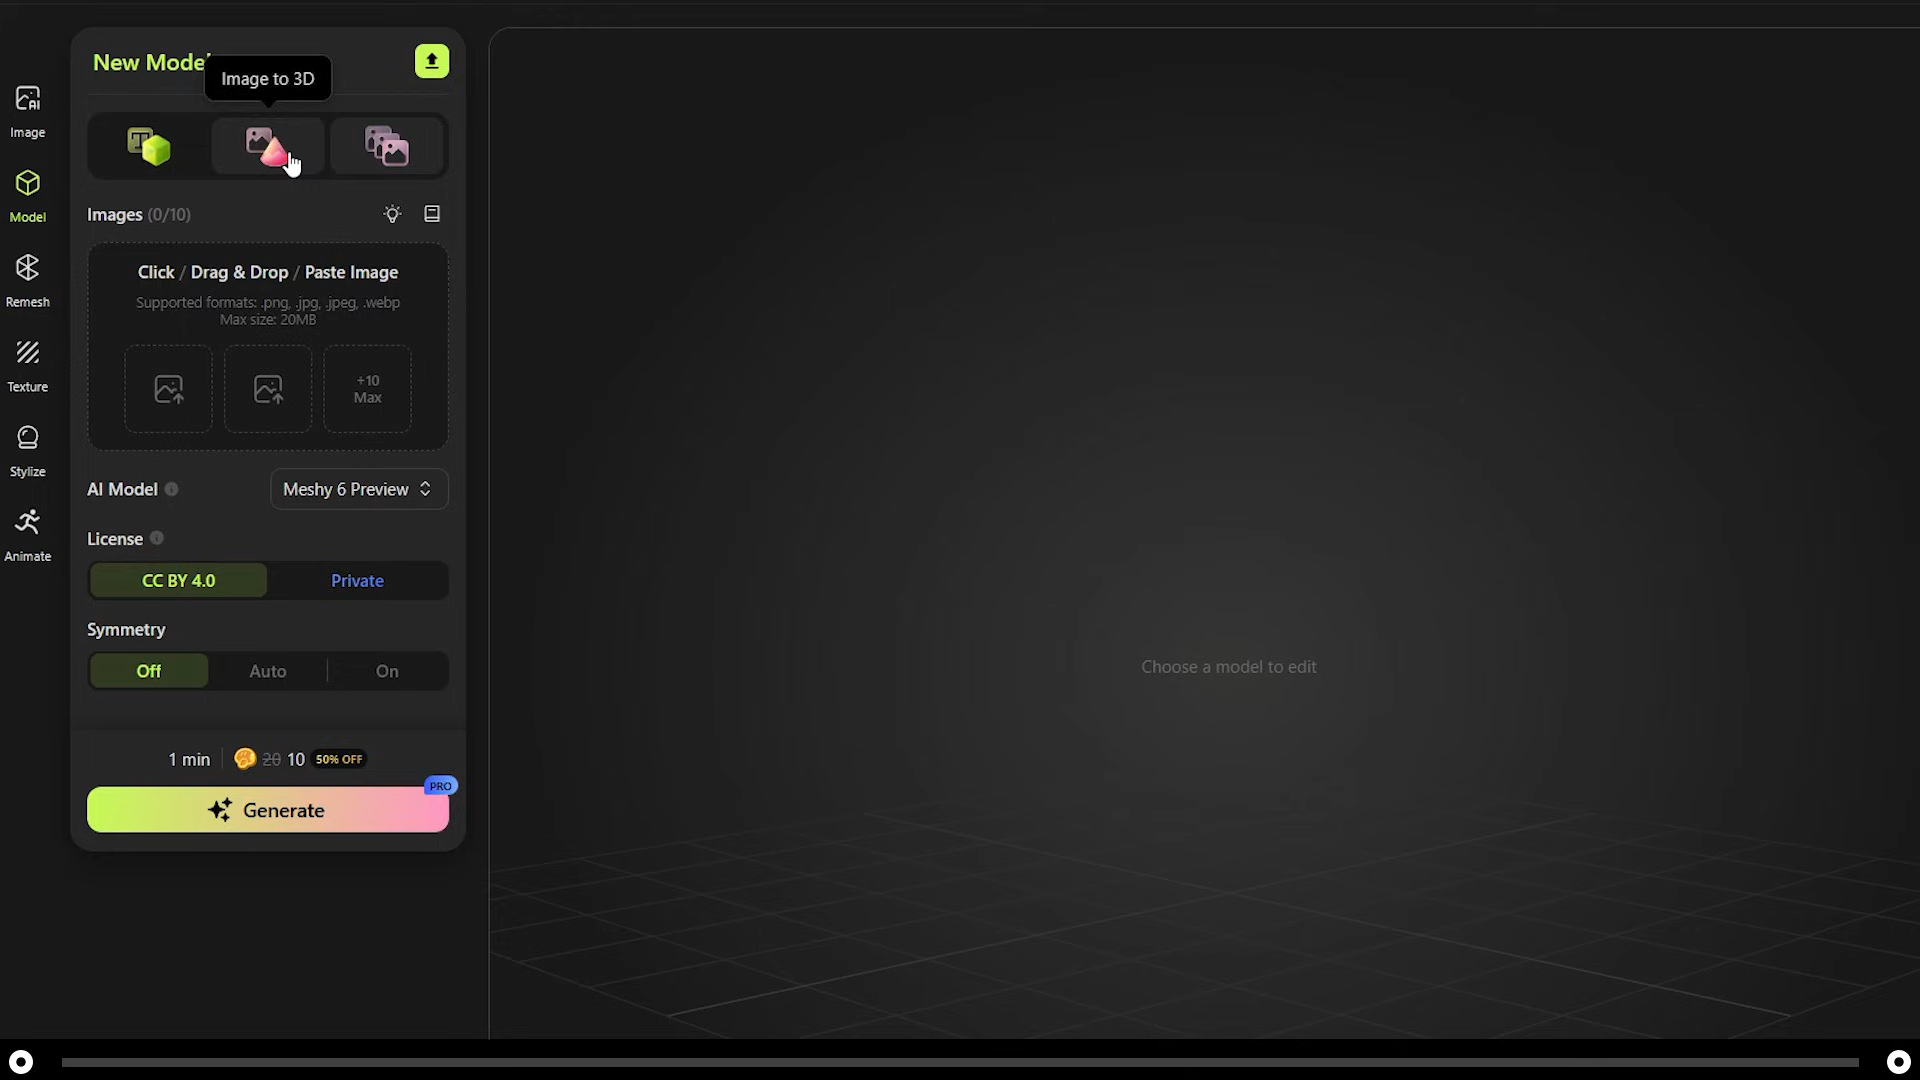 New Model
Image to 3D
Image
Model
Remesh
Texture
Stylize
Animate
Images (0/10)
Click / Drag & Drop / Paste Image
Supported formats: .png, .jpg, .jpeg, .webp
Max size: 20MB
+10
Max
AI Model
Meshy 6 Preview
License
CC BY 4.0
Private
Symmetry
Off
Auto
On
1 min
20 10
50% OFF
PRO
Generate
Choose a model to edit